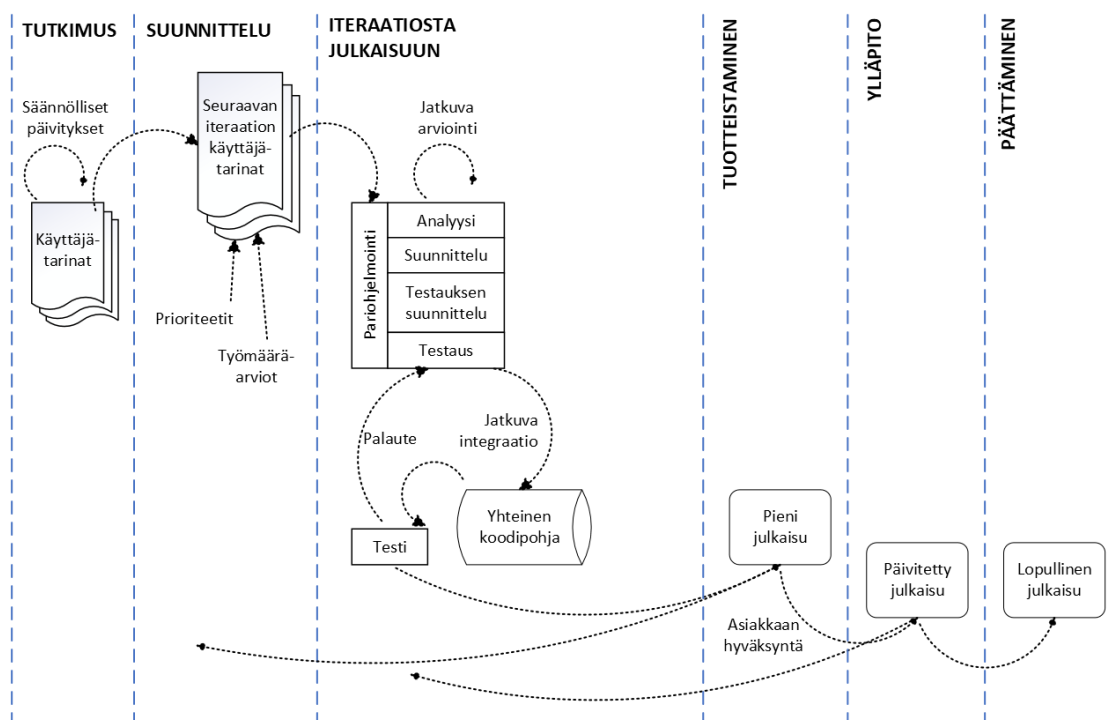 TUTKIMUS
SUUNNITTELU
ITERAATIOSTA
JULKAISUUN
TUOTTEISTAMINEN
YLLÄPITO
PÄÄTTÄMINEN
Säännölliset
päivitykset
Käyttäjä-
tarinat
Seuraavan
iteraation
käyttäjä-
tarinat
Prioriteetit
Työmäärä-
arviot
Jatkuva
arviointi
Pariohjelmointi
Analyysi
Suunnittelu
Testauksen
suunnittelu
Testaus
Palaute
Jatkuva
integraatio
Testi
Yhteinen
koodipohja
Pieni
julkaisu
Asiakkaan
hyväksyntä
Päivitetty
julkaisu
Lopullinen
julkaisu